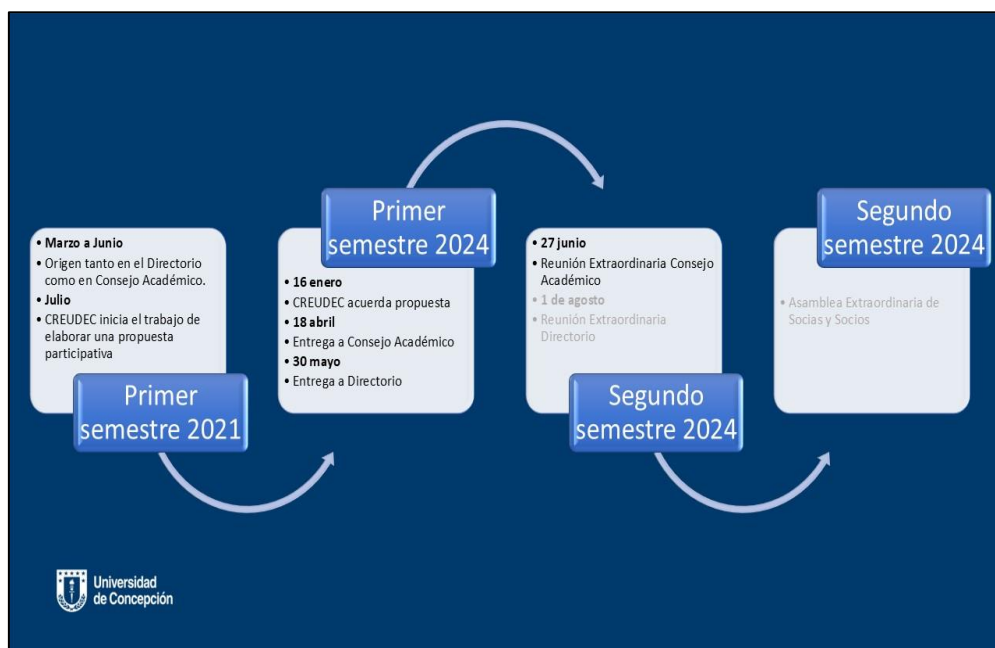 • Marzo a Junio
• Origen tanto en el Directorio
como en Consejo Académico.
• Julio
• CREUDEC inicia el trabajo de
elaborar una propuesta
participativa
Primer
semestre 2021
Primer
semestre 2024
• 16 enero
• CREUDEC acuerda propuesta
• 18 abril
• Entrega a Consejo Académico
• 30 mayo
• Entrega a Directorio
• 27 junio
• Reunión Extraordinaria Consejo
Académico
• 1 de agosto
• Reunión Extraordinaria
Directorio
Segundo
semestre 2024
Segundo
semestre 2024
• Asamblea Extraordinaria de
Socias y Socios
Universidad
de Concepción